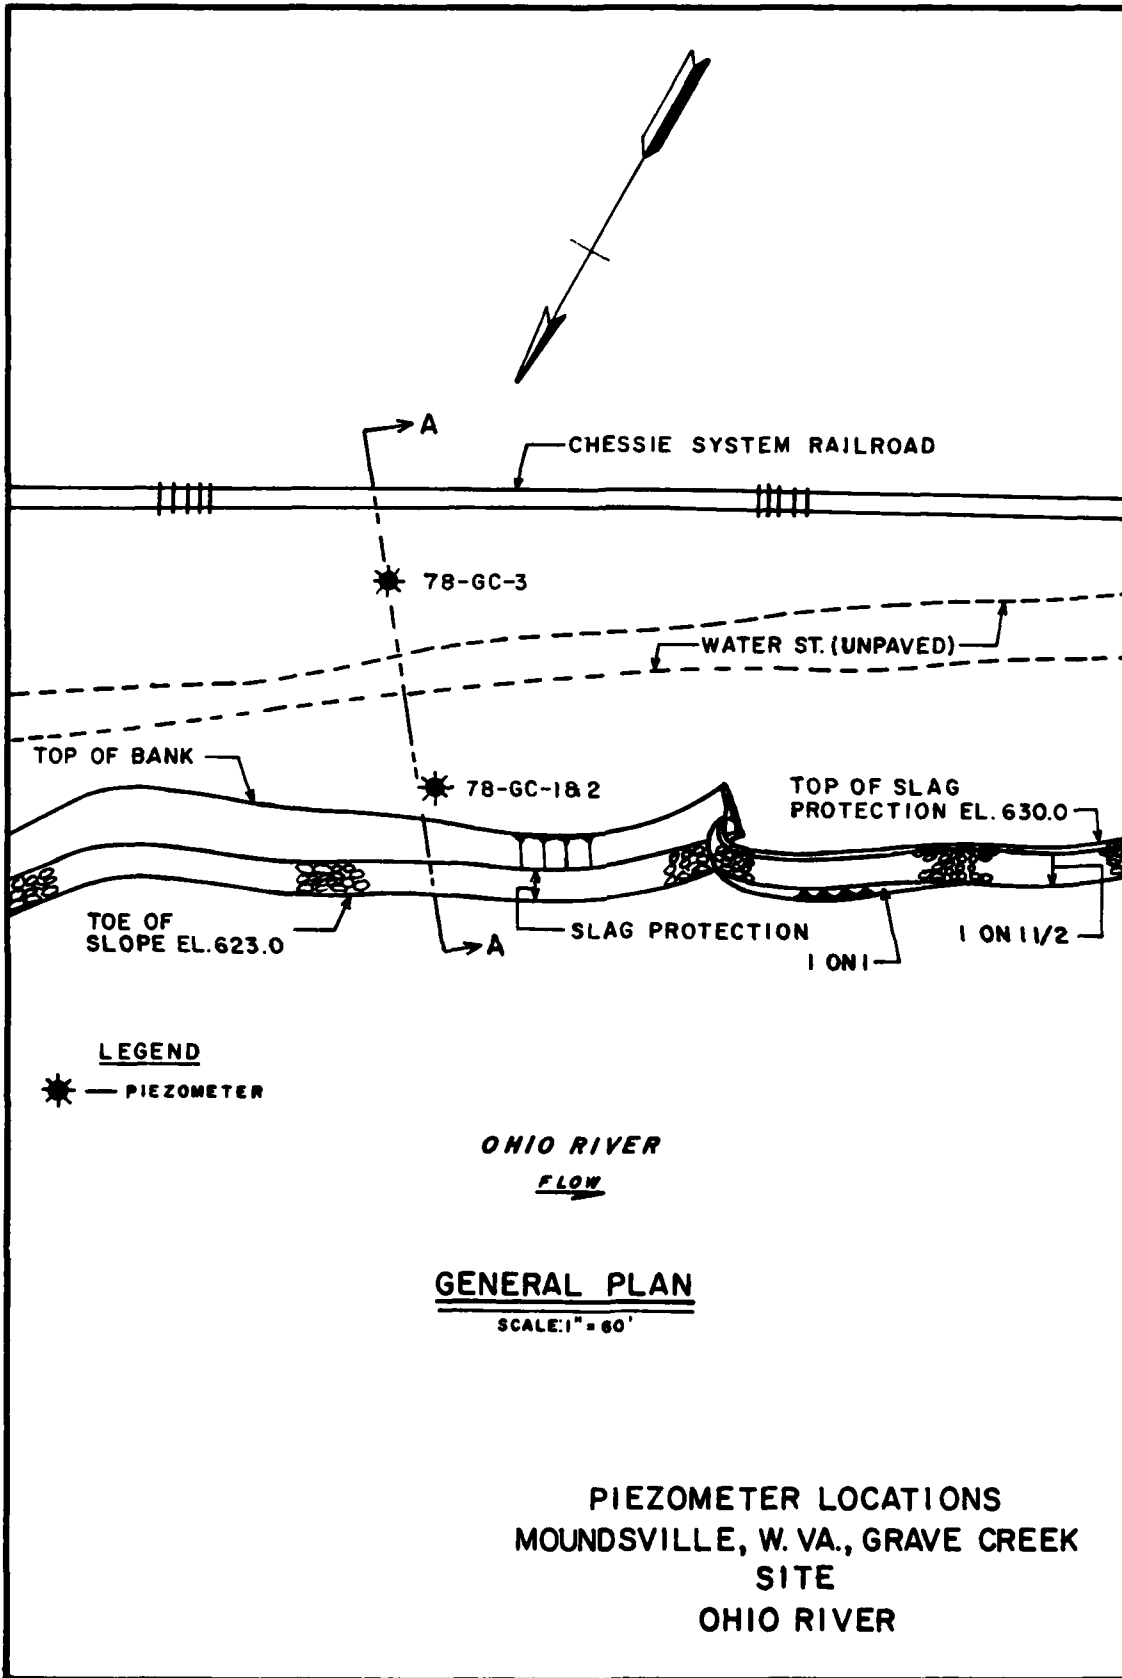 A
CHESSIE SYSTEM RAILROAD
78-GC-3
WATER ST. (UNPAVED)
TOP OF BANK
78-GC-1&2
TOP OF SLAG
PROTECTION EL. 630.0
TOE OF
SLOPE EL. 623.0
A
SLAG PROTECTION
1 ON 1
1 ON 1 1/2
LEGEND
— PIEZOMETER
OHIO RIVER
FLOW
GENERAL PLAN
SCALE: 1" = 60'
PIEZOMETER LOCATIONS
MOUNDSVILLE, W. VA., GRAVE CREEK
SITE
OHIO RIVER